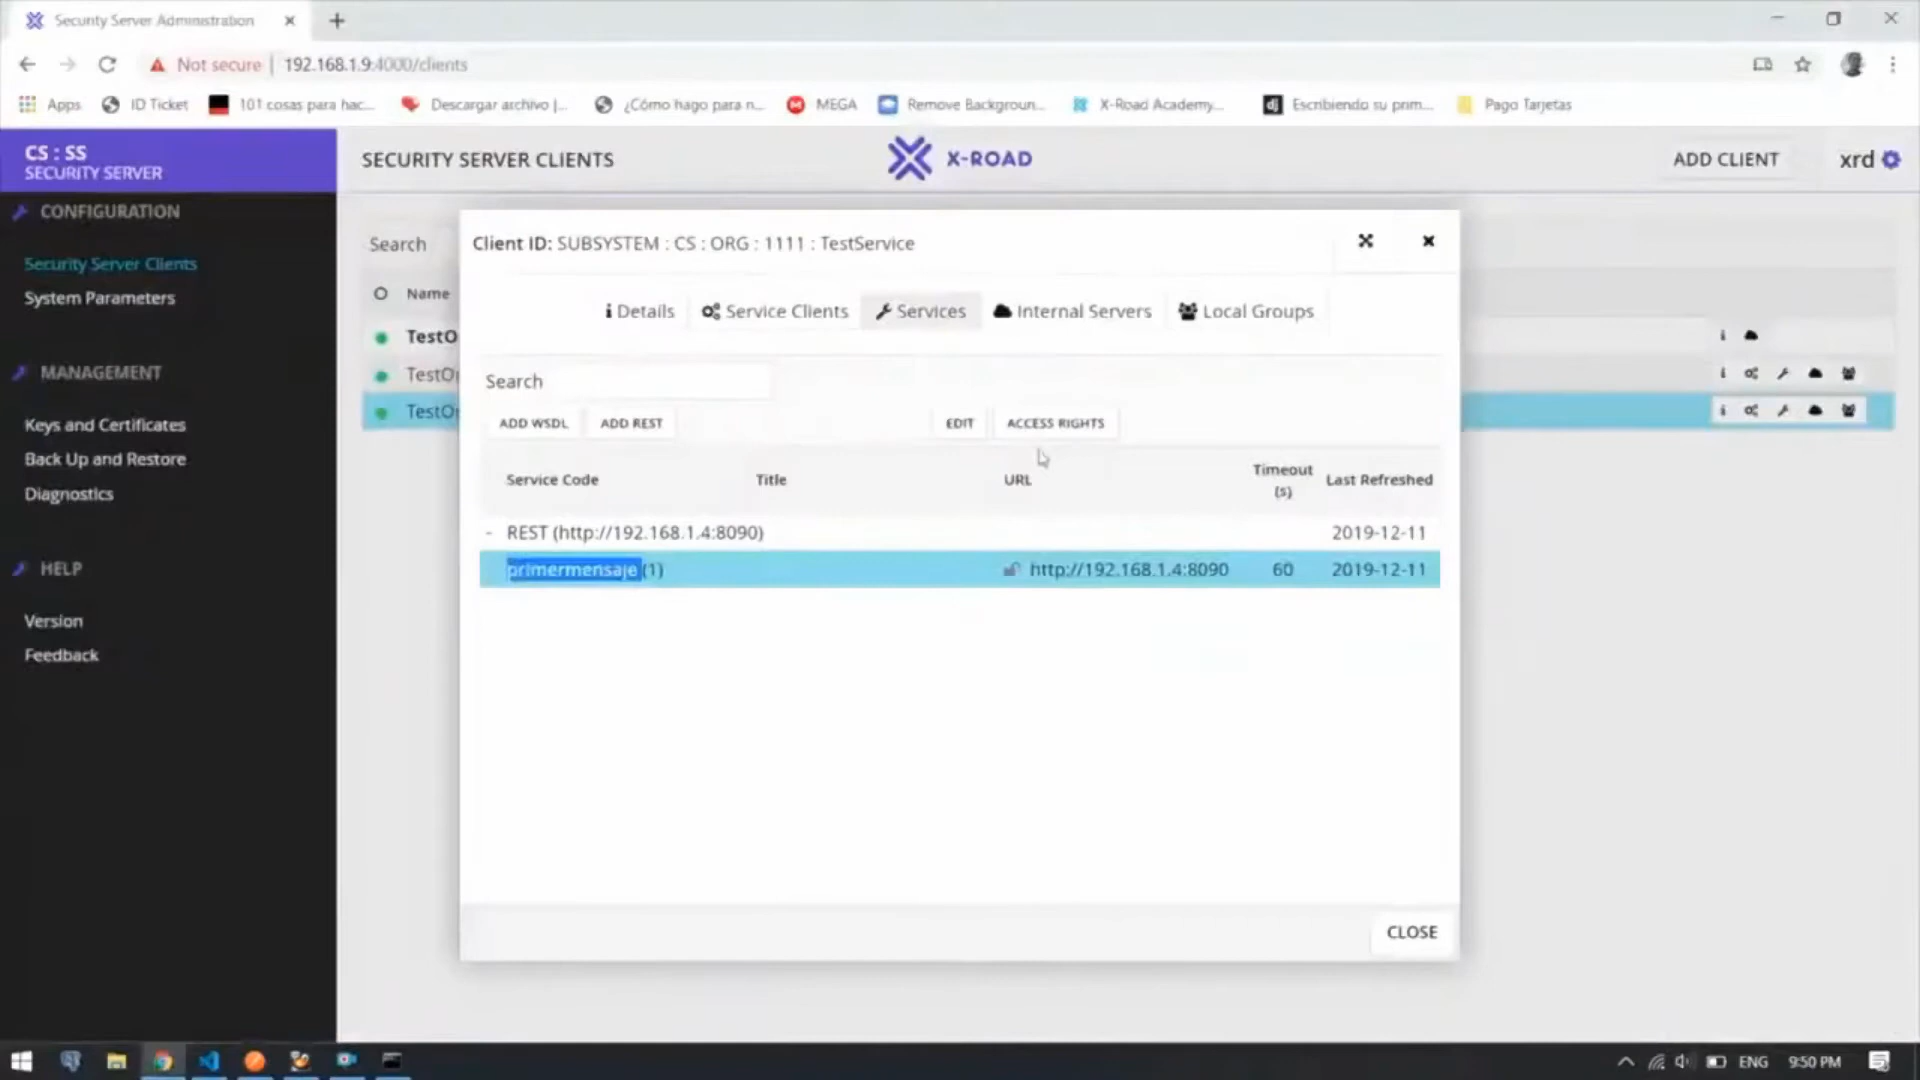 Security Server Administration
Not secure | 192.168.1.9:4000/clients
Apps ID Ticket 101 cosas para hac... Descargar archivo |... ¿Cómo hago para n... MEGA Remove Backgroun... X-Road Academy... Escribiendo su prim... Pago Tarjetas
CS : SS
SECURITY SERVER
SECURITY SERVER CLIENTS
X-ROAD
ADD CLIENT
xrd
CONFIGURATION
Security Server Clients
System Parameters
MANAGEMENT
Keys and Certificates
Back Up and Restore
Diagnostics
HELP
Version
Feedback
Search
Name
TestO
TestO
TestO
Client ID: SUBSYSTEM : CS : ORG : 1111 : TestService
Details Service Clients Services Internal Servers Local Groups
Search
ADD WSDL ADD REST EDIT ACCESS RIGHTS
Service Code Title URL Timeout (s) Last Refreshed
- REST (http://192.168.1.4:8090) 2019-12-11
primermensaje (1) http://192.168.1.4:8090 60 2019-12-11
CLOSE
ENG 9:50 PM